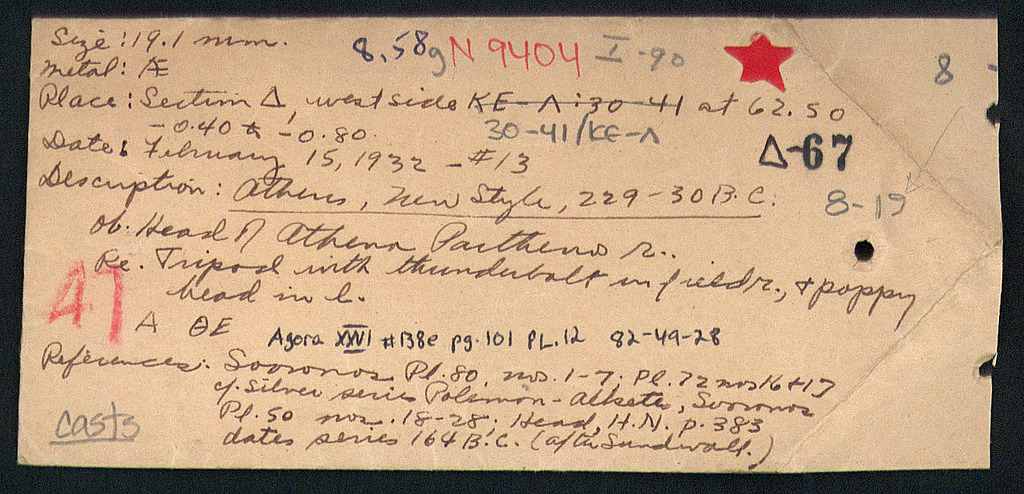 Size: 19.1 mm. 8.58g N 9404 I-90 8
Metal: Æ
Place: Section Δ, west side KE-Λ:30-41 at 62.50
-0.40 to -0.80. 30-41/KE-Λ
Date: February 15, 1932 - #13 Δ-67
Description: Athens, New Style, 229-30 B.C. 8-19
Ob. Head of Athena Parthenos r..
Re. Tripod with thunderbolt in field r., & poppy
head in l.
47
A ΘE Agora XXVI #138e pg. 101 PL.12 82-49-28
References: Svoronos Pl. 80, nos. 1-7; Pl. 72 nos 16+17
cf. Silver series Polemon-Alketes, Svoronos
Pl. 50 nos. 18-28; Head, H.N. p. 383
casts dates series 164 B.C. (after Sundwall.)